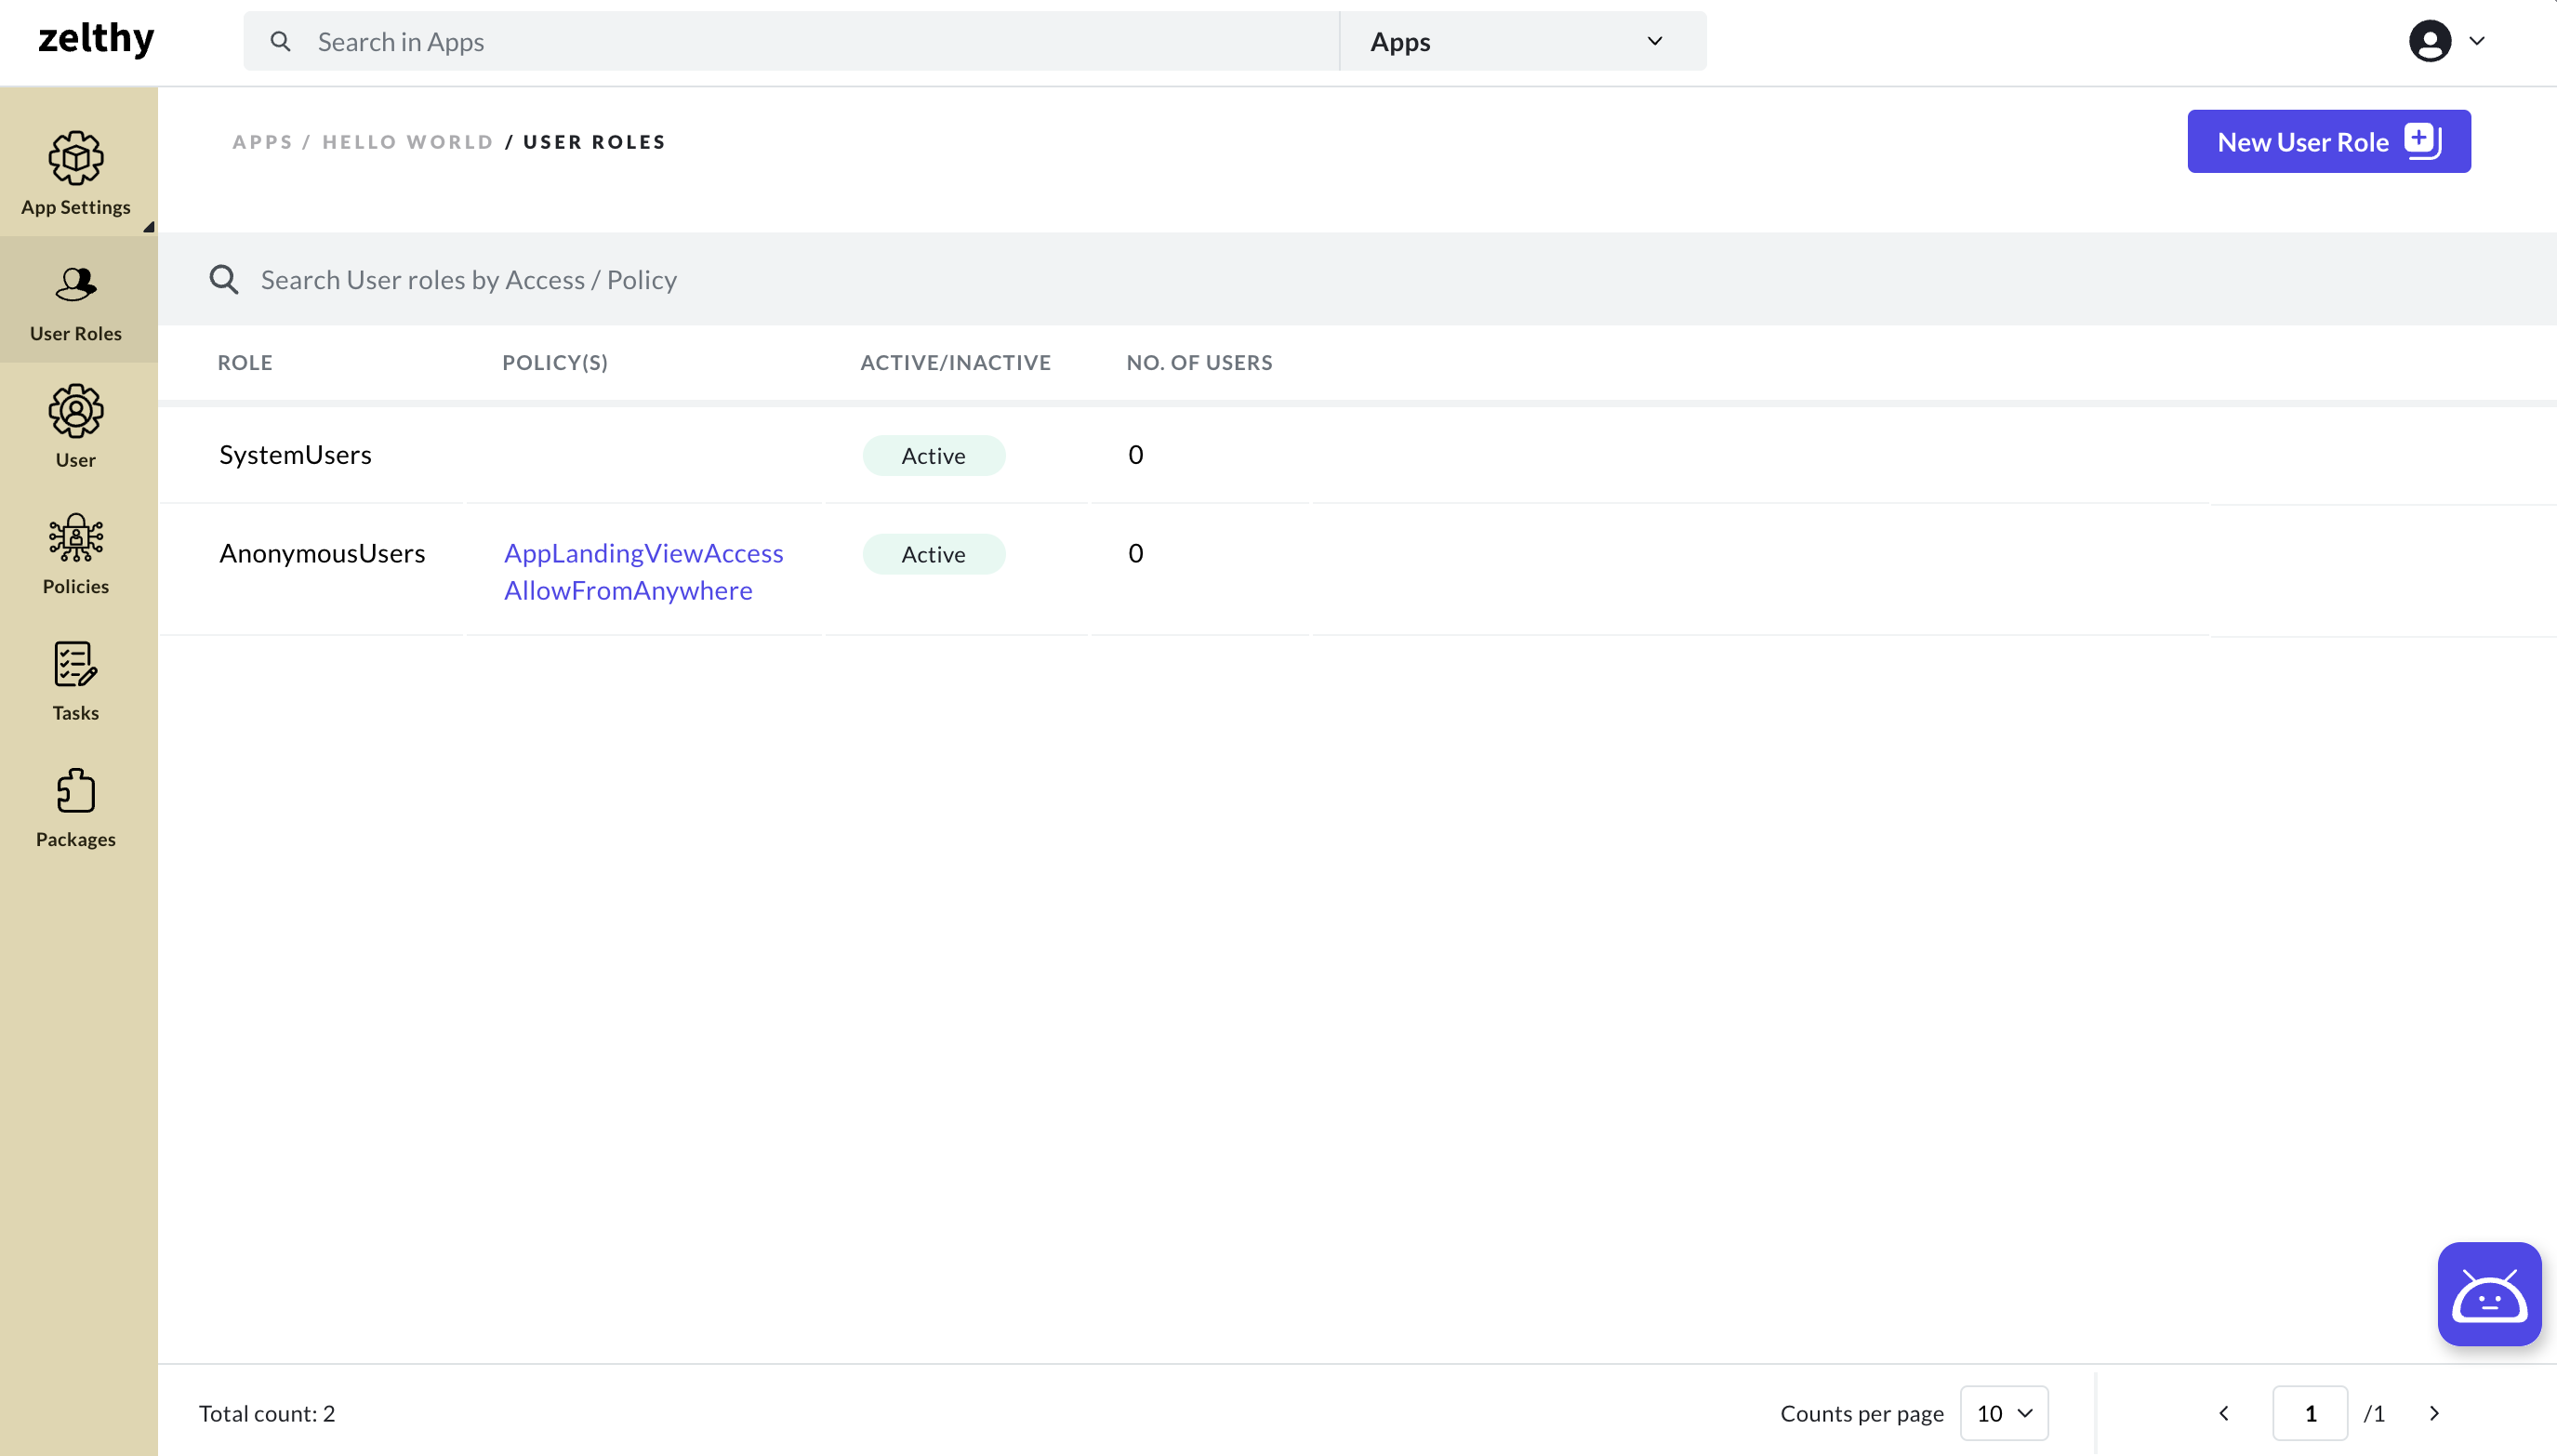 zelthy
Search in Apps
Apps
App Settings
User Roles
User
Policies
Tasks
Packages
APPS / HELLO WORLD / USER ROLES
New User Role
Search User roles by Access / Policy
ROLE POLICY(S) ACTIVE/INACTIVE NO. OF USERS
SystemUsers Active 0
AnonymousUsers AppLandingViewAccess Active 0
AllowFromAnywhere
Total count: 2
Counts per page 10
1 /1